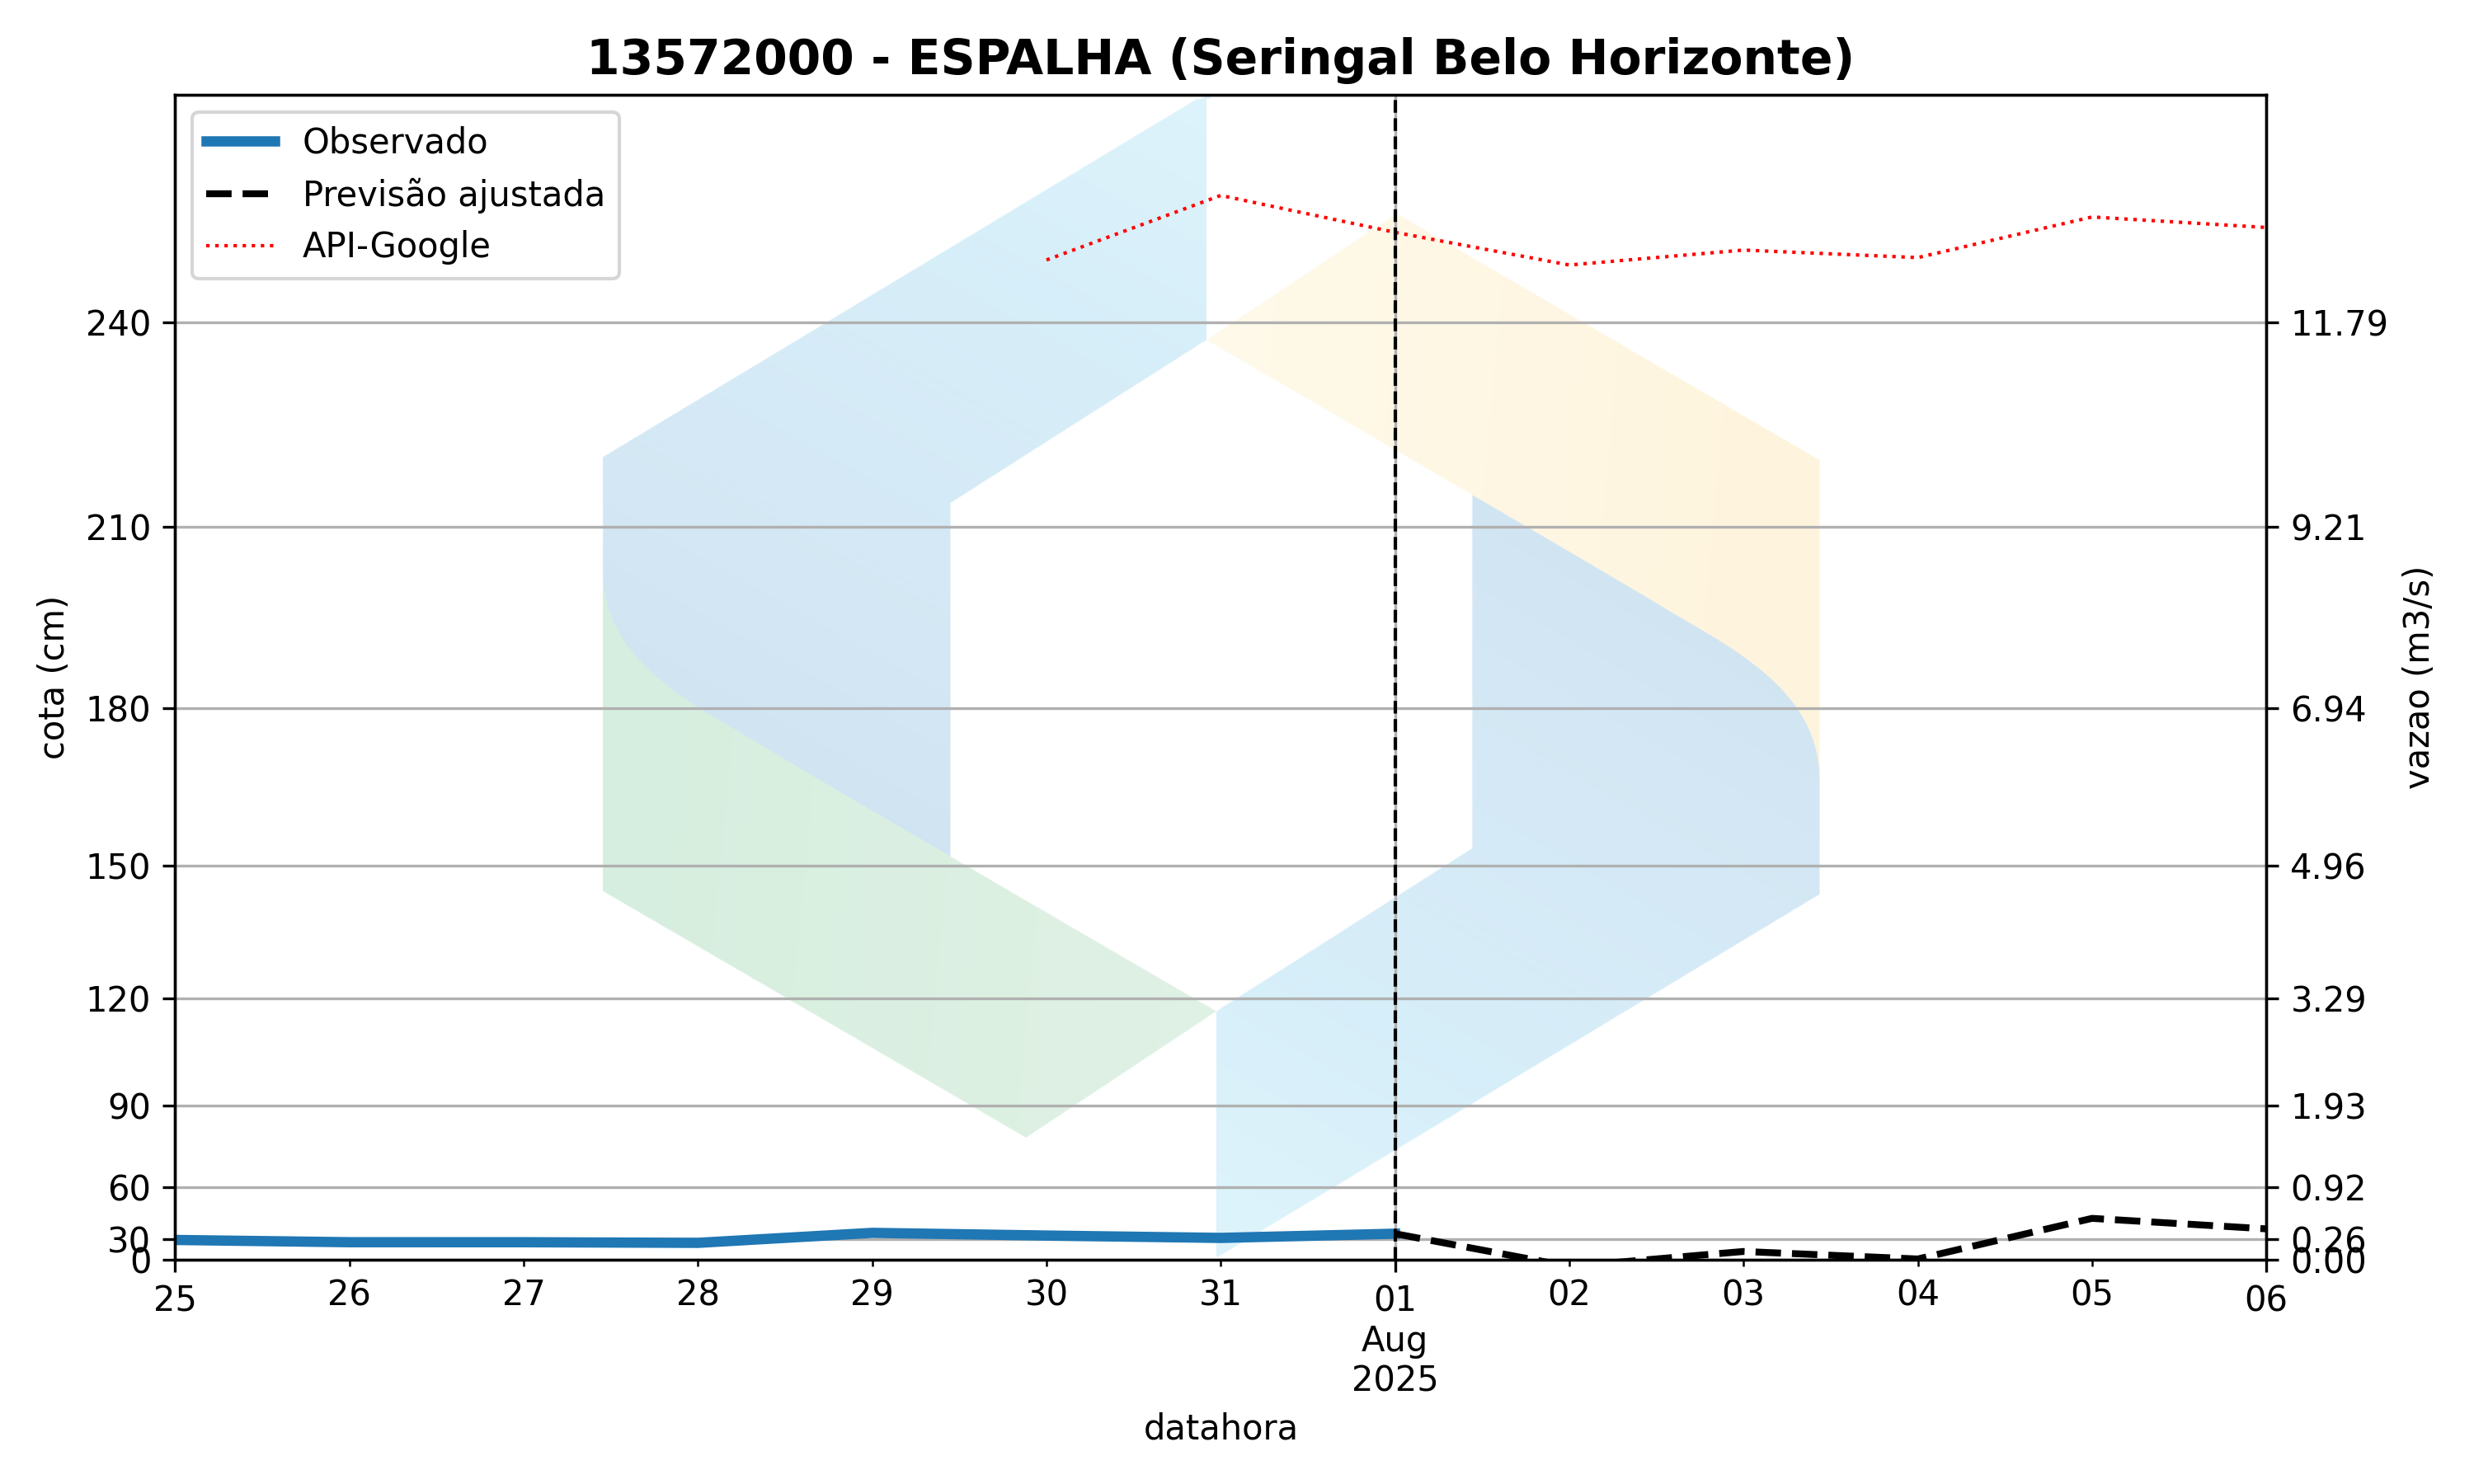 13572000 - ESPALHA (Seringal Belo Horizonte)
Observado
Previsão ajustada
API-Google
cota (cm)
240
210
180
150
120
90
60
30
0
11.79
9.21
6.94
4.96
3.29
1.93
0.92
0.26
0.00
vazao (m3/s)
25 26 27 28 29 30 31 01 02 03 04 05 06
Aug
2025
datahora